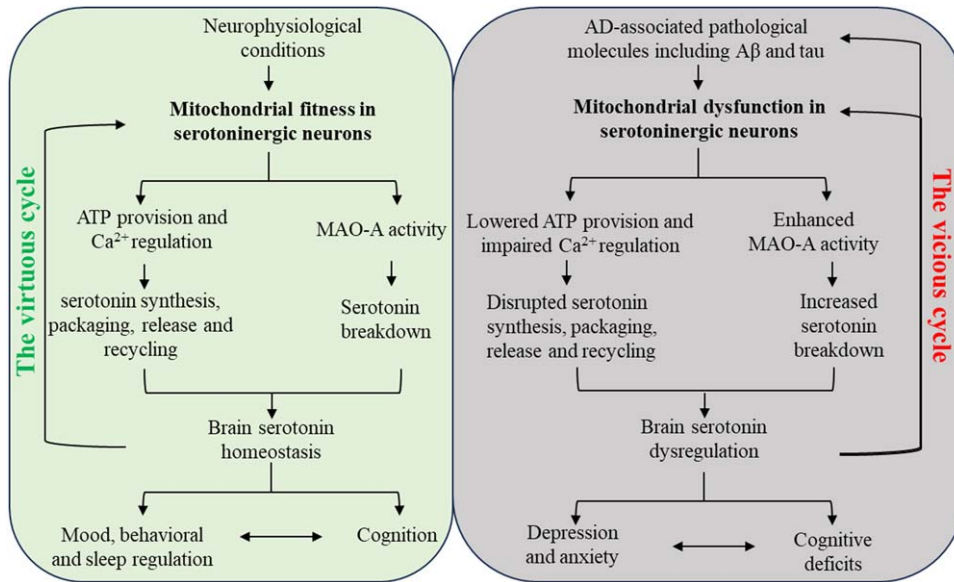 Neurophysiological
conditions
Mitochondrial fitness in
serotoninergic neurons
The virtuous cycle
ATP provision and
Ca²⁺ regulation
MAO-A activity
serotonin synthesis,
packaging, release and
recycling
Serotonin
breakdown
Brain serotonin
homeostasis
Mood, behavioral
and sleep regulation
Cognition
AD-associated pathological
molecules including Aβ and tau
Mitochondrial dysfunction in
serotoninergic neurons
Lowered ATP provision and
impaired Ca²⁺ regulation
Enhanced
MAO-A activity
Disrupted serotonin
synthesis, packaging,
release and recycling
Increased
serotonin
breakdown
The vicious cycle
Brain serotonin
dysregulation
Depression
and anxiety
Cognitive
deficits